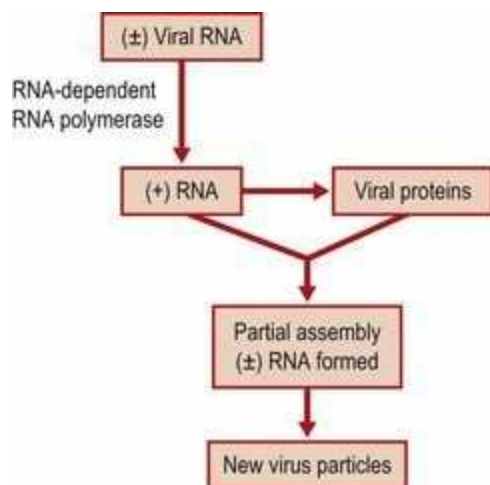 (±) Viral RNA
RNA-dependent
RNA polymerase
(+) RNA
Viral proteins
Partial assembly
(±) RNA formed
New virus particles